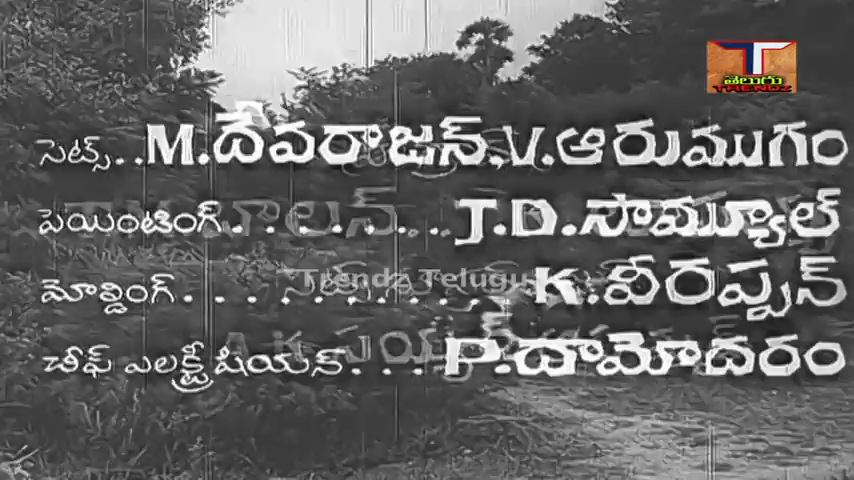 తెలుగు
TRENDZ
సెట్స్..M.దేవరాజన్.V.ఆరుముగం
పెయింటింగ్....... J.D.సామ్యూల్
Trendz Telugu
మోల్డింగ్............K.వీరప్పన్
చీఫ్ ఎలక్ట్రీషియన్....P.దామోదరం